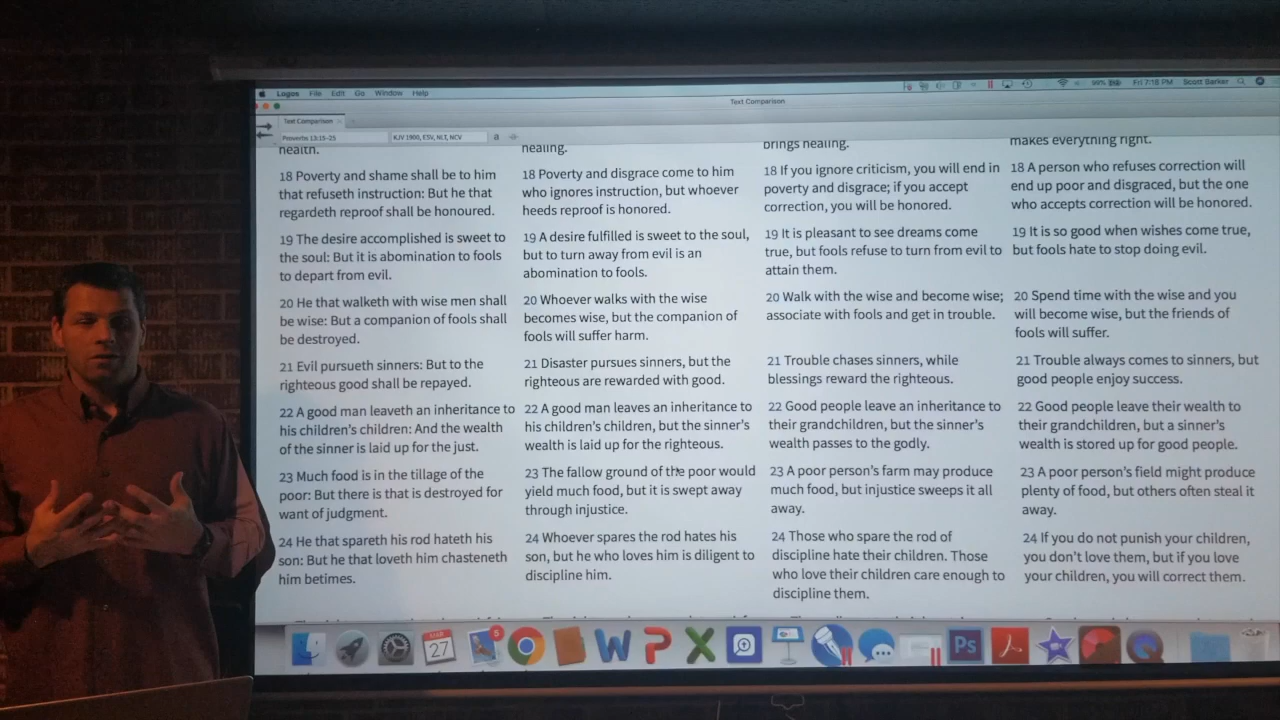 Logos File Edit Go Window Help
Fri 7:18 PM Scott Barker
Text Comparison
Text Comparison
Proverbs 13:15-25
KJV 1900, ESV, NLT, NCV
health.
18 Poverty and shame shall be to him
that refuseth instruction: But he that
regardeth reproof shall be honoured.
19 The desire accomplished is sweet to
the soul: But it is abomination to fools
to depart from evil.
20 He that walketh with wise men shall
be wise: But a companion of fools shall
be destroyed.
21 Evil pursueth sinners: But to the
righteous good shall be repayed.
22 A good man leaveth an inheritance to
his children's children: And the wealth
of the sinner is laid up for the just.
23 Much food is in the tillage of the
poor: But there is that is destroyed for
want of judgment.
24 He that spareth his rod hateth his
son: But he that loveth him chasteneth
him betimes.
healing.
18 Poverty and disgrace come to him
who ignores instruction, but whoever
heeds reproof is honored.
19 A desire fulfilled is sweet to the soul,
but to turn away from evil is an
abomination to fools.
20 Whoever walks with the wise
becomes wise, but the companion of
fools will suffer harm.
21 Disaster pursues sinners, but the
righteous are rewarded with good.
22 A good man leaves an inheritance to
his children's children, but the sinner's
wealth is laid up for the righteous.
23 The fallow ground of the poor would
yield much food, but it is swept away
through injustice.
24 Whoever spares the rod hates his
son, but he who loves him is diligent to
discipline him.
brings healing.
18 If you ignore criticism, you will end in
poverty and disgrace; if you accept
correction, you will be honored.
19 It is pleasant to see dreams come
true, but fools refuse to turn from evil to
attain them.
20 Walk with the wise and become wise;
associate with fools and get in trouble.
21 Trouble chases sinners, while
blessings reward the righteous.
22 Good people leave an inheritance to
their grandchildren, but the sinner's
wealth passes to the godly.
23 A poor person's farm may produce
much food, but injustice sweeps it all
away.
24 Those who spare the rod of
discipline hate their children. Those
who love their children care enough to
discipline them.
makes everything right.
18 A person who refuses correction will
end up poor and disgraced, but the one
who accepts correction will be honored.
19 It is so good when wishes come true,
but fools hate to stop doing evil.
20 Spend time with the wise and you
will become wise, but the friends of
fools will suffer.
21 Trouble always comes to sinners, but
good people enjoy success.
22 Good people leave their wealth to
their grandchildren, but a sinner's
wealth is stored up for good people.
23 A poor person's field might produce
plenty of food, but others often steal it
away.
24 If you do not punish your children,
you don't love them, but if you love
your children, you will correct them.
MAR
27
5
W
P
X
Ps